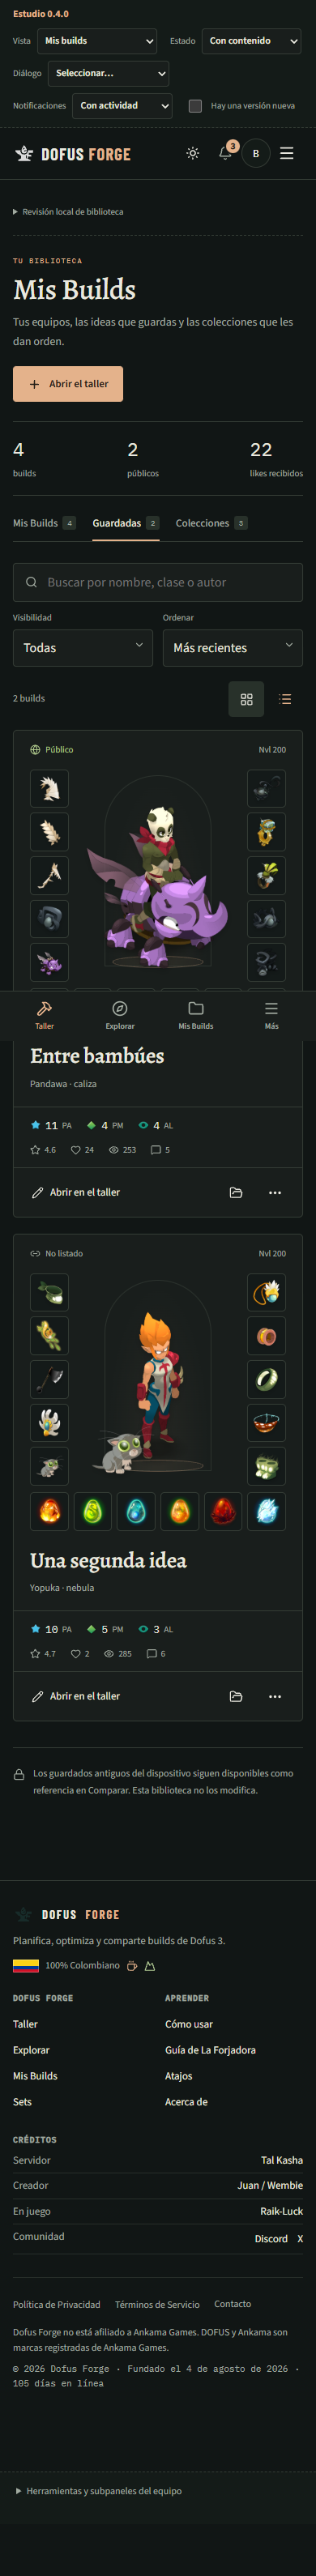 Estudio 0.4.0
Vista Mis builds Estado Con contenido
Diálogo Seleccionar...
Notificaciones Con actividad Hay una versión nueva
DOFUS FORGE 3 B
Revisión local de biblioteca
TU BIBLIOTECA
Mis Builds
Tus equipos, las ideas que guardas y las colecciones que les
dan orden.
Abrir el taller
4 2 22
builds públicos likes recibidos
Mis Builds 4 Guardadas 2 Colecciones 3
Buscar por nombre, clase o autor
Visibilidad Ordenar
Todas Más recientes
2 builds
Público Nvl 200
Taller Explorar Mis Builds Más
Entre bambúes
Pandawa · caliza
11 PA 4 PM 4 AL
4.6 24 253 5
Abrir en el taller
No listado Nvl 200
Una segunda idea
Yopuka · nebula
10 PA 5 PM 3 AL
4.7 2 285 6
Abrir en el taller
Los guardados antiguos del dispositivo siguen disponibles como
referencia en Comparar. Esta biblioteca no los modifica.
DOFUS FORGE
Planifica, optimiza y comparte builds de Dofus 3.
100% Colombiano
DOFUS FORGE APRENDER
Taller Cómo usar
Explorar Guía de La Forjadora
Mis Builds Atajos
Sets Acerca de
CRÉDITOS
Servidor Tal Kasha
Creador Juan / Wembie
En juego Raik-Luck
Comunidad Discord X
Política de Privacidad Términos de Servicio Contacto
Dofus Forge no está afiliado a Ankama Games. DOFUS y Ankama son
marcas registradas de Ankama Games.
© 2026 Dofus Forge · Fundado el 4 de agosto de 2026 ·
105 días en línea
Herramientas y subpaneles del equipo